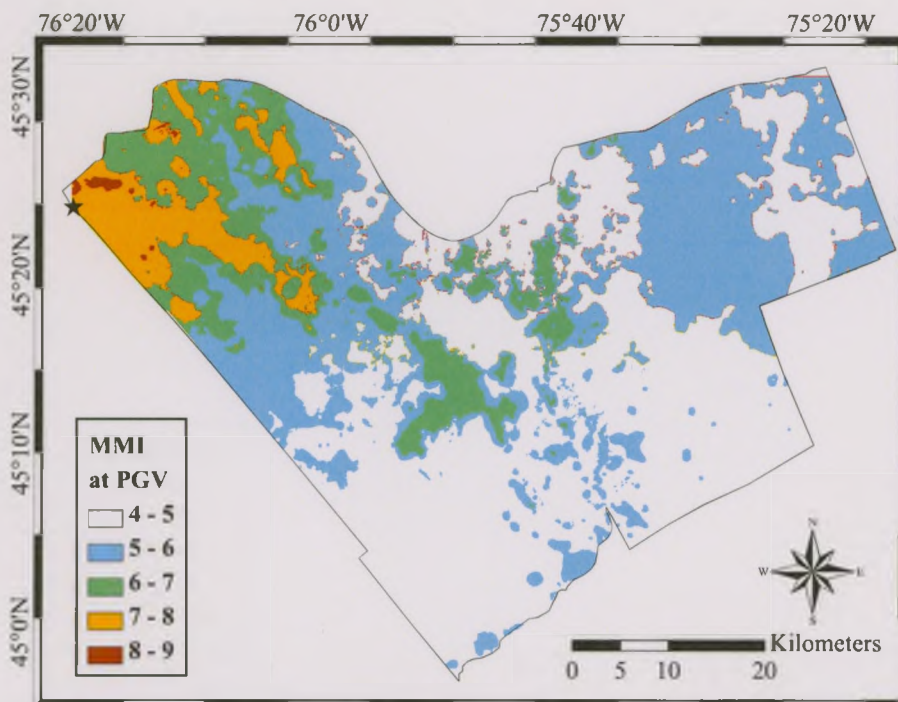 76°20'W 76°0'W 75°40'W 75°20'W
45°30'N
45°20'N
45°10'N
45°0'N
MMI
at PGV
4 - 5
5 - 6
6 - 7
7 - 8
8 - 9
N
W E
S
Kilometers
0 5 10 20